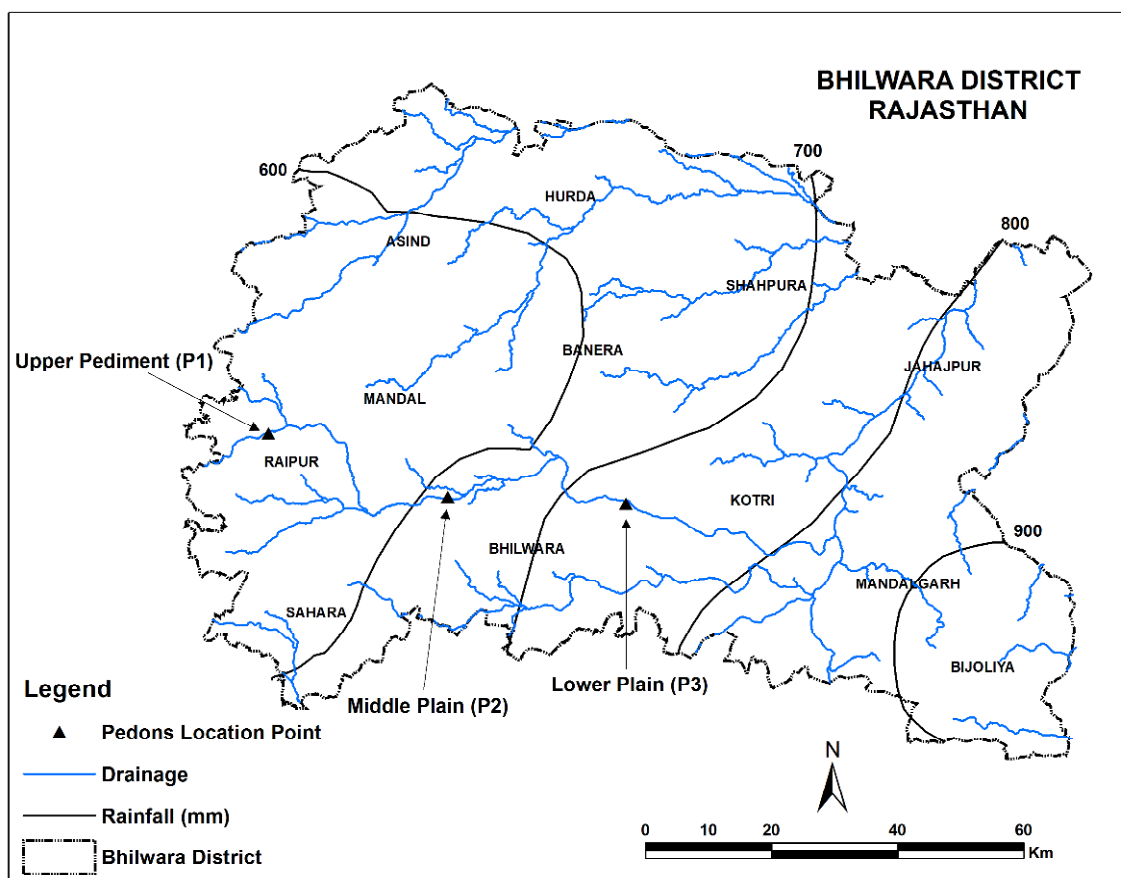 BHILWARA DISTRICT
RAJASTHAN
700
600
HURDA
800
ASIND
SHAHPURA
Upper Pediment (P1)
BANERA
JAHAJPUR
MANDAL
RAIPUR
KOTRI
900
BHILWARA
MANDALGARH
SAHARA
BIJOLIYA
Lower Plain (P3)
Middle Plain (P2)
Legend
Pedons Location Point
Drainage
Rainfall (mm)
Bhilwara District
N
0 10 20 40 60
Km